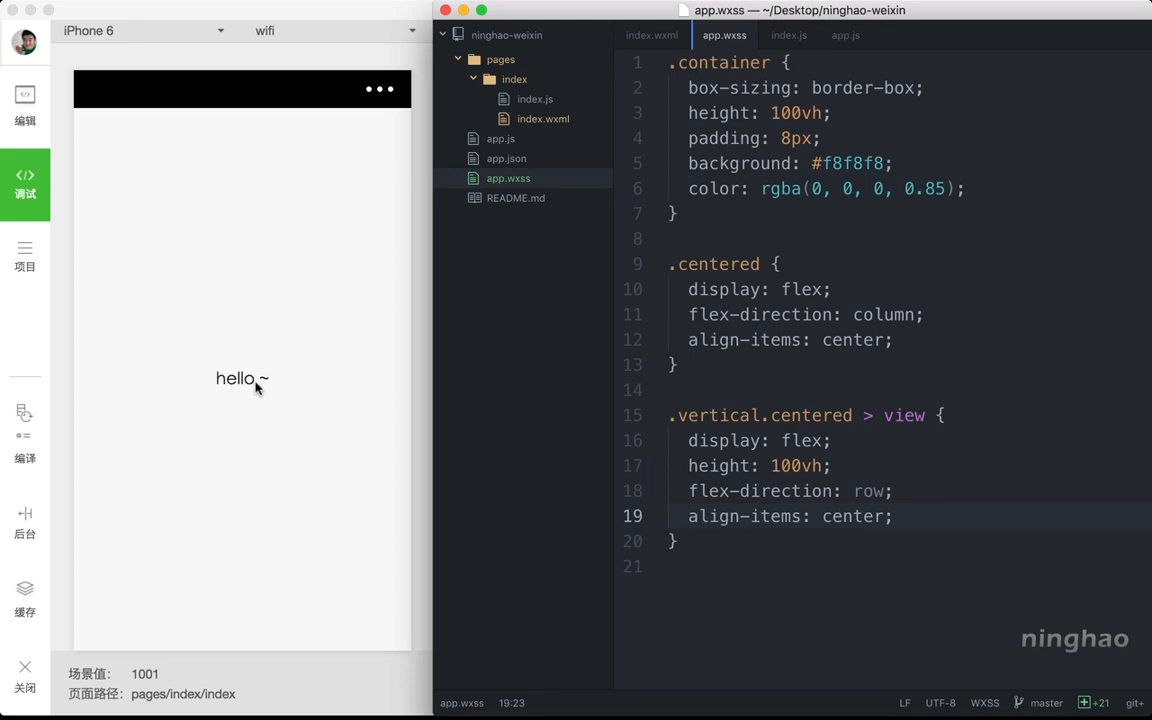 iPhone 6
wifi
编辑
调试
项目
编译
后台
缓存
关闭
hello ~
场景值: 1001
页面路径: pages/index/index
app.wxss — ~/Desktop/ninghao-weixin
ninghao-weixin
pages
index
index.js
index.wxml
app.js
app.json
app.wxss
README.md
index.wxml app.wxss index.js app.js
1 .container {
2 box-sizing: border-box;
3 height: 100vh;
4 padding: 8px;
5 background: #f8f8f8;
6 color: rgba(0, 0, 0, 0.85);
7 }
8
9 .centered {
10 display: flex;
11 flex-direction: column;
12 align-items: center;
13 }
14
15 .vertical.centered > view {
16 display: flex;
17 height: 100vh;
18 flex-direction: row;
19 align-items: center;
20 }
21
ninghao
app.wxss 19:23 LF UTF-8 WXSS master +21 git+